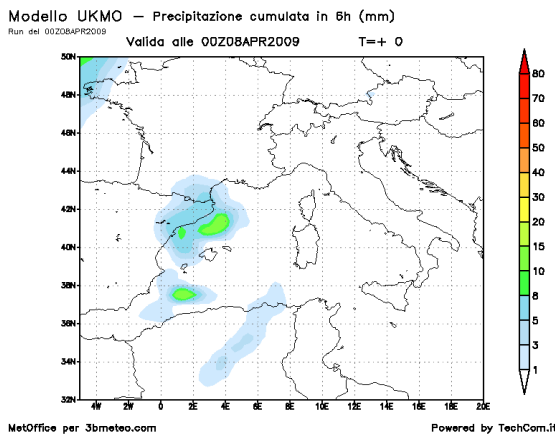 Modello UKMO — Precipitazione cumulata in 6h (mm)
Run del 00Z08APR2009
Valida alle 00Z08APR2009 T=+ 0
50N
48N
46N
44N
42N
40N
38N
36N
34N
32N
4W 2W 0 2E 4E 6E 8E 10E 12E 14E 16E 18E 20E
80
70
60
50
40
30
20
15
10
8
5
3
1
MetOffice per 3bmeteo.com Powered by TechCom.it